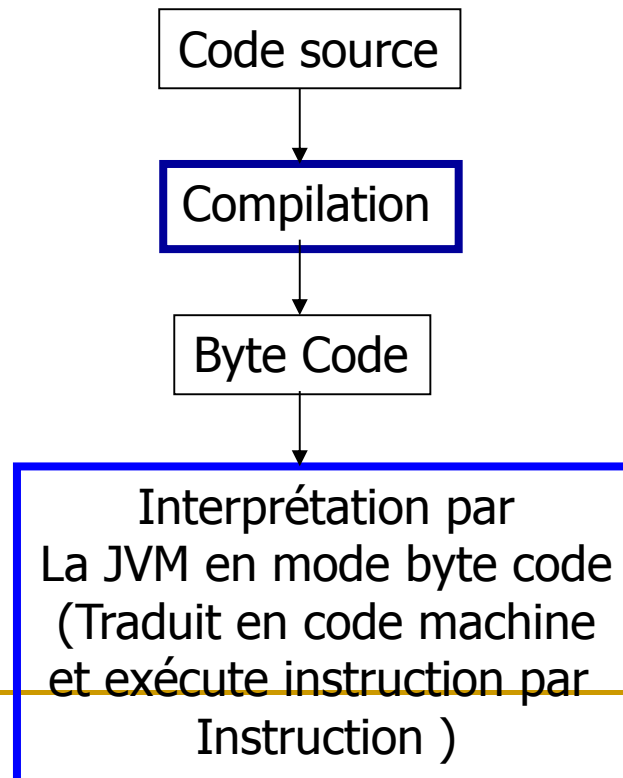 Code source
Compilation
Byte Code
Interprétation par
La JVM en mode byte code
(Traduit en code machine
et exécute instruction par
Instruction )